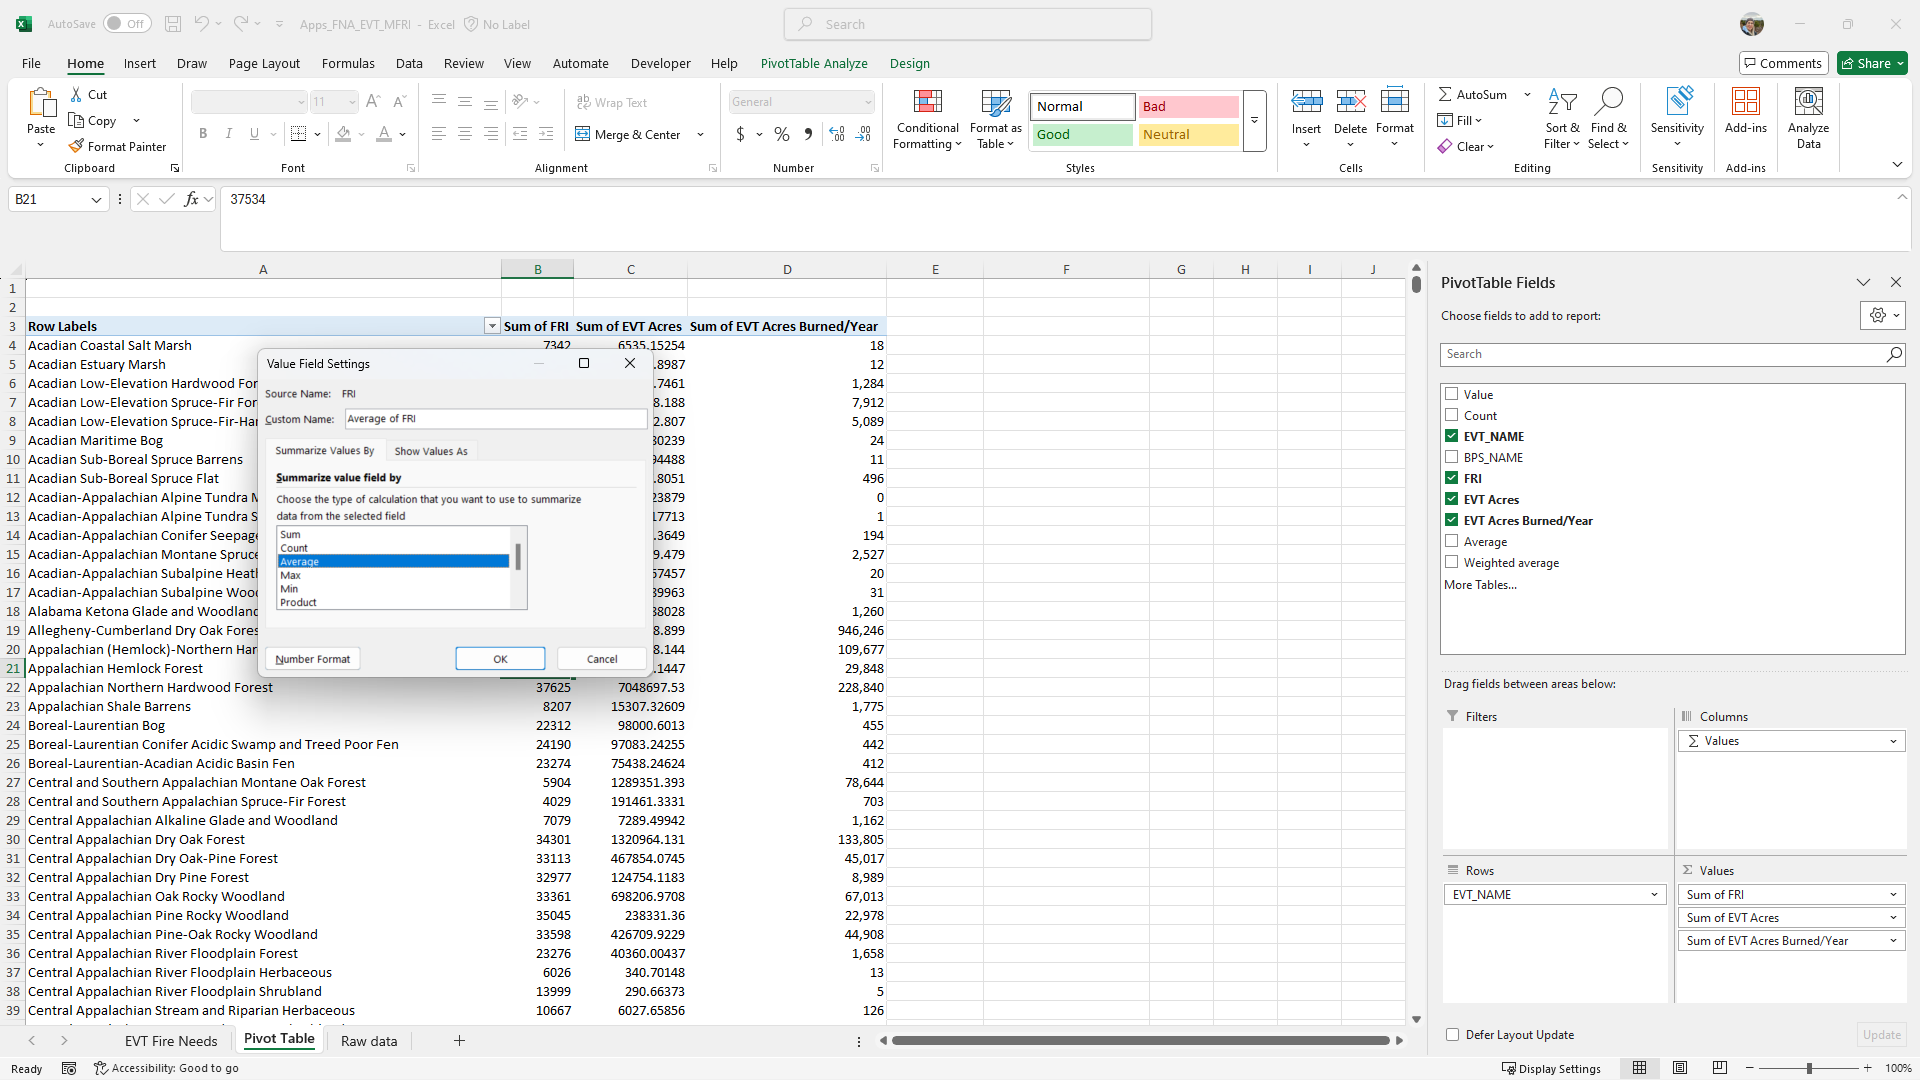 AutoSave Off Apps_FNA_EVT_MFRI - Excel No Label Search
File Home Insert Draw Page Layout Formulas Data Review View Automate Developer Help PivotTable Analyze Design Comments Share
Paste Cut Copy Format Painter
11 Wrap Text Merge & Center General
B I U $ %
Conditional Formatting Format as Table Normal Bad Good Neutral
Insert Delete Format AutoSum Fill Clear Sort & Filter Find & Select Sensitivity Add-ins Analyze Data
Clipboard Font Alignment Number Styles Cells Editing Sensitivity Add-ins
B21 fx 37534
A B C D E F G H I J
1
2
3 Row Labels Sum of FRI Sum of EVT Acres Sum of EVT Acres Burned/Year
4 Acadian Coastal Salt Marsh 7342 6535.15254 18
5 Acadian Estuary Marsh .8987 12
6 Acadian Low-Elevation Hardwood For .7461 1,284
7 Acadian Low-Elevation Spruce-Fir For 8.188 7,912
8 Acadian Low-Elevation Spruce-Fir-Har 2.807 5,089
9 Acadian Maritime Bog 30239 24
10 Acadian Sub-Boreal Spruce Barrens 94488 11
11 Acadian Sub-Boreal Spruce Flat .8051 496
12 Acadian-Appalachian Alpine Tundra M 23879 0
13 Acadian-Appalachian Alpine Tundra S 17713 1
14 Acadian-Appalachian Conifer Seepage .3649 194
15 Acadian-Appalachian Montane Spruce 9.479 2,527
16 Acadian-Appalachian Subalpine Heath 57457 20
17 Acadian-Appalachian Subalpine Wood 89963 31
18 Alabama Ketona Glade and Woodland 38028 1,260
19 Allegheny-Cumberland Dry Oak Fores 8.899 946,246
20 Appalachian (Hemlock)-Northern Har 8.144 109,677
21 Appalachian Hemlock Forest .1447 29,848
22 Appalachian Northern Hardwood Forest 37625 7048697.53 228,840
23 Appalachian Shale Barrens 8207 15307.32609 1,775
24 Boreal-Laurentian Bog 22312 98000.6013 455
25 Boreal-Laurentian Conifer Acidic Swamp and Treed Poor Fen 24190 97083.24255 442
26 Boreal-Laurentian-Acadian Acidic Basin Fen 23274 75438.24624 412
27 Central and Southern Appalachian Montane Oak Forest 5904 1289351.393 78,644
28 Central and Southern Appalachian Spruce-Fir Forest 4029 191461.3331 703
29 Central Appalachian Alkaline Glade and Woodland 7079 7289.49942 1,162
30 Central Appalachian Dry Oak Forest 34301 1320964.131 133,805
31 Central Appalachian Dry Oak-Pine Forest 33113 467854.0745 45,017
32 Central Appalachian Dry Pine Forest 32977 124754.1183 8,989
33 Central Appalachian Oak Rocky Woodland 33361 698206.9708 67,013
34 Central Appalachian Pine Rocky Woodland 35045 238331.36 22,978
35 Central Appalachian Pine-Oak Rocky Woodland 33598 426709.9229 44,908
36 Central Appalachian River Floodplain Forest 23276 40360.00437 1,658
37 Central Appalachian River Floodplain Herbaceous 6026 340.70148 13
38 Central Appalachian River Floodplain Shrubland 13999 290.66373 5
39 Central Appalachian Stream and Riparian Herbaceous 10667 6027.65856 126
Value Field Settings
Source Name: FRI
Custom Name: Average of FRI
Summarize Values By Show Values As
Summarize value field by
Choose the type of calculation that you want to use to summarize
data from the selected field
Sum
Count
Average
Max
Min
Product
Number Format OK Cancel
PivotTable Fields
Choose fields to add to report:
Search
Value
Count
EVT_NAME
BPS_NAME
FRI
EVT Acres
EVT Acres Burned/Year
Average
Weighted average
More Tables...
Drag fields between areas below:
Filters
Columns
Σ Values
Rows
EVT_NAME
Σ Values
Sum of FRI
Sum of EVT Acres
Sum of EVT Acres Burned/Year
Defer Layout Update Update
EVT Fire Needs Pivot Table Raw data
Ready Accessibility: Good to go Display Settings 100%